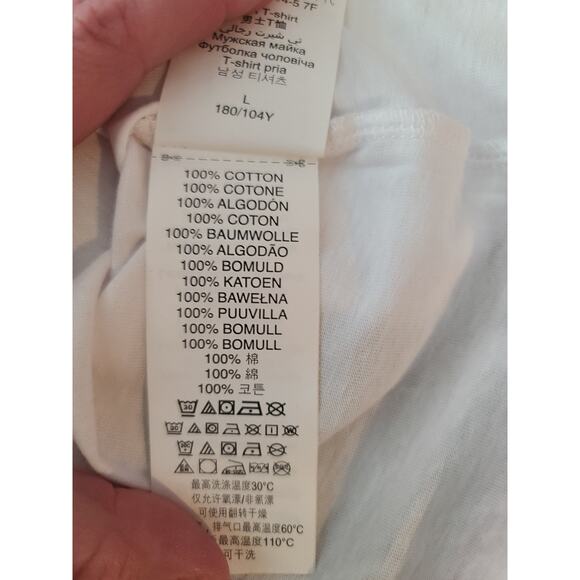 T-shirt
男士T恤
تي شيرت رجالي
Мужская майка
Футболка чоловіча
T-shirt pria
남성 티셔츠
L
180/104Y
100% COTTON
100% COTONE
100% ALGODÓN
100% COTON
100% BAUMWOLLE
100% ALGODÃO
100% BOMULD
100% KATOEN
100% BAWEŁNA
100% PUUVILLA
100% BOMULL
100% BOMULL
100% 棉
100% 綿
100% 코튼
最高洗涤温度30°C
仅允许氧漂/非氯漂
可使用翻转干燥
排气口最高温度60°C
最高温度110°C
可干洗